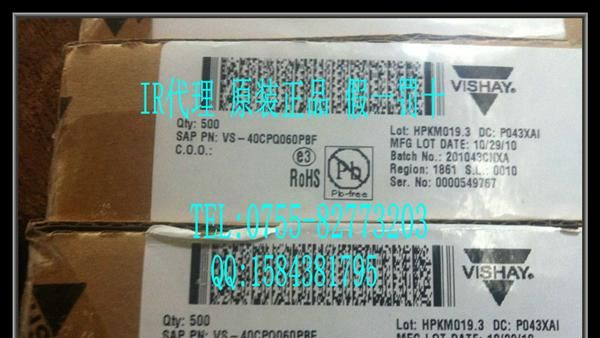 IR代理 原装正品 假一罚十
VISHAY®
Qty: 500
SAP PN: VS-40CPQ060PBF
C.O.O.:
e3
RoHS
Pb
Pb-free
Lot: HPKM019.3 DC: P043XAI
MFG LOT DATE: 10/29/10
Batch No.: 201043CNXA
Region: 1861 S.L.: 0010
Ser. No: 0000549767
TEL:0755-82773203
QQ:1584381795
VISHAY®
Qty: 500
SAP PN: VS-40CPQ060PBF
Lot: HPKM019.3 DC: P043XAI
VISHAY